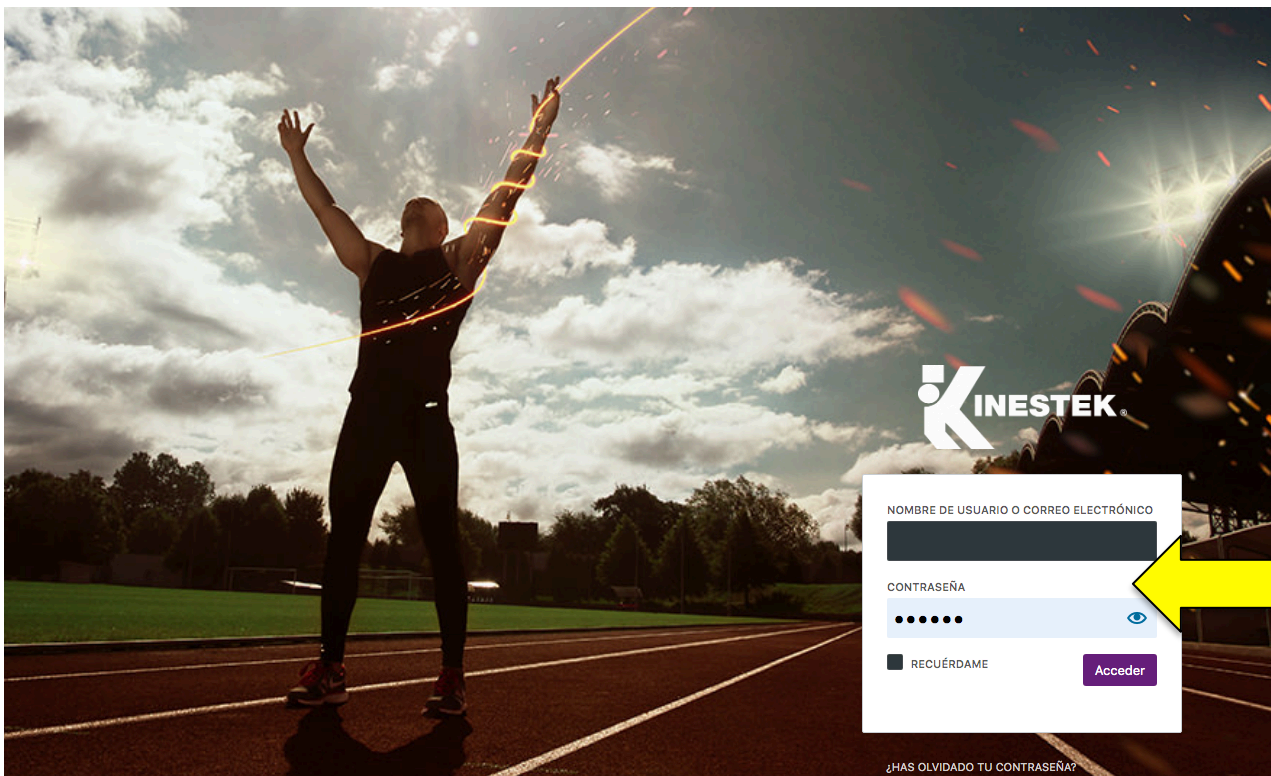 KINESTEK®
NOMBRE DE USUARIO O CORREO ELECTRÓNICO
CONTRASEÑA
••••••
RECUÉRDAME
Acceder
¿HAS OLVIDADO TU CONTRASEÑA?